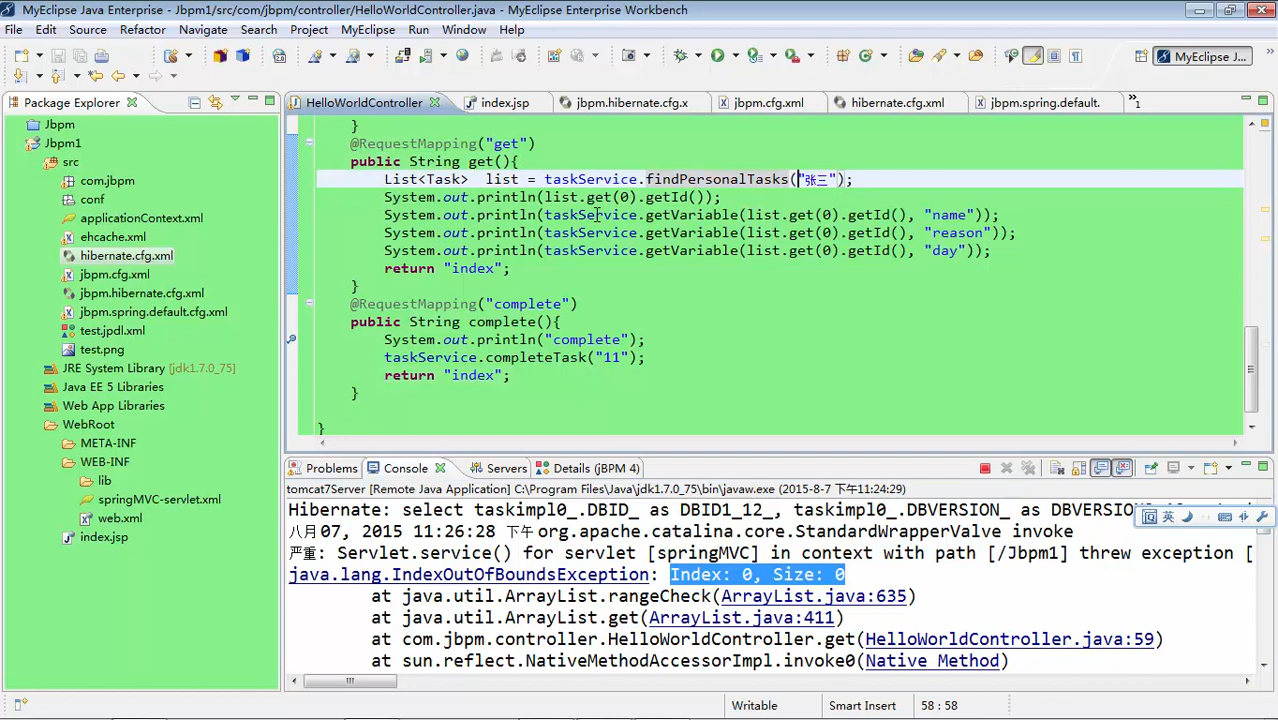 MyEclipse Java Enterprise - Jbpm1/src/com/jbpm/controller/HelloWorldController.java - MyEclipse Enterprise Workbench
File Edit Source Refactor Navigate Search Project MyEclipse Run Window Help
MyEclipse J...
Package Explorer
HelloWorldController index.jsp jbpm.hibernate.cfg.x jbpm.cfg.xml hibernate.cfg.xml jbpm.spring.default. »1
Jbpm
Jbpm1
src
com.jbpm
conf
applicationContext.xml
ehcache.xml
hibernate.cfg.xml
jbpm.cfg.xml
jbpm.hibernate.cfg.xml
jbpm.spring.default.cfg.xml
test.jpdl.xml
test.png
JRE System Library [jdk1.7.0_75]
Java EE 5 Libraries
Web App Libraries
WebRoot
META-INF
WEB-INF
lib
springMVC-servlet.xml
web.xml
index.jsp
}
@RequestMapping("get")
public String get(){
List<Task> list = taskService.findPersonalTasks("张三");
System.out.println(list.get(0).getId());
System.out.println(taskService.getVariable(list.get(0).getId(), "name"));
System.out.println(taskService.getVariable(list.get(0).getId(), "reason"));
System.out.println(taskService.getVariable(list.get(0).getId(), "day"));
return "index";
}
@RequestMapping("complete")
public String complete(){
System.out.println("complete");
taskService.completeTask("11");
return "index";
}
}
Problems Console Servers Details (jBPM 4)
tomcat7Server [Remote Java Application] C:\Program Files\Java\jdk1.7.0_75\bin\javaw.exe (2015-8-7 下午11:24:29)
Hibernate: select taskimpl0_.DBID_ as DBID1_12_, taskimpl0_.DBVERSION_ as DBVERSION
八月 07, 2015 11:26:28 下午 org.apache.catalina.core.StandardWrapperValve invoke
严重: Servlet.service() for servlet [springMVC] in context with path [/Jbpm1] threw exception [
java.lang.IndexOutOfBoundsException: Index: 0, Size: 0
at java.util.ArrayList.rangeCheck(ArrayList.java:635)
at java.util.ArrayList.get(ArrayList.java:411)
at com.jbpm.controller.HelloWorldController.get(HelloWorldController.java:59)
at sun.reflect.NativeMethodAccessorImpl.invoke0(Native Method)
英
Writable Smart Insert 58 : 58